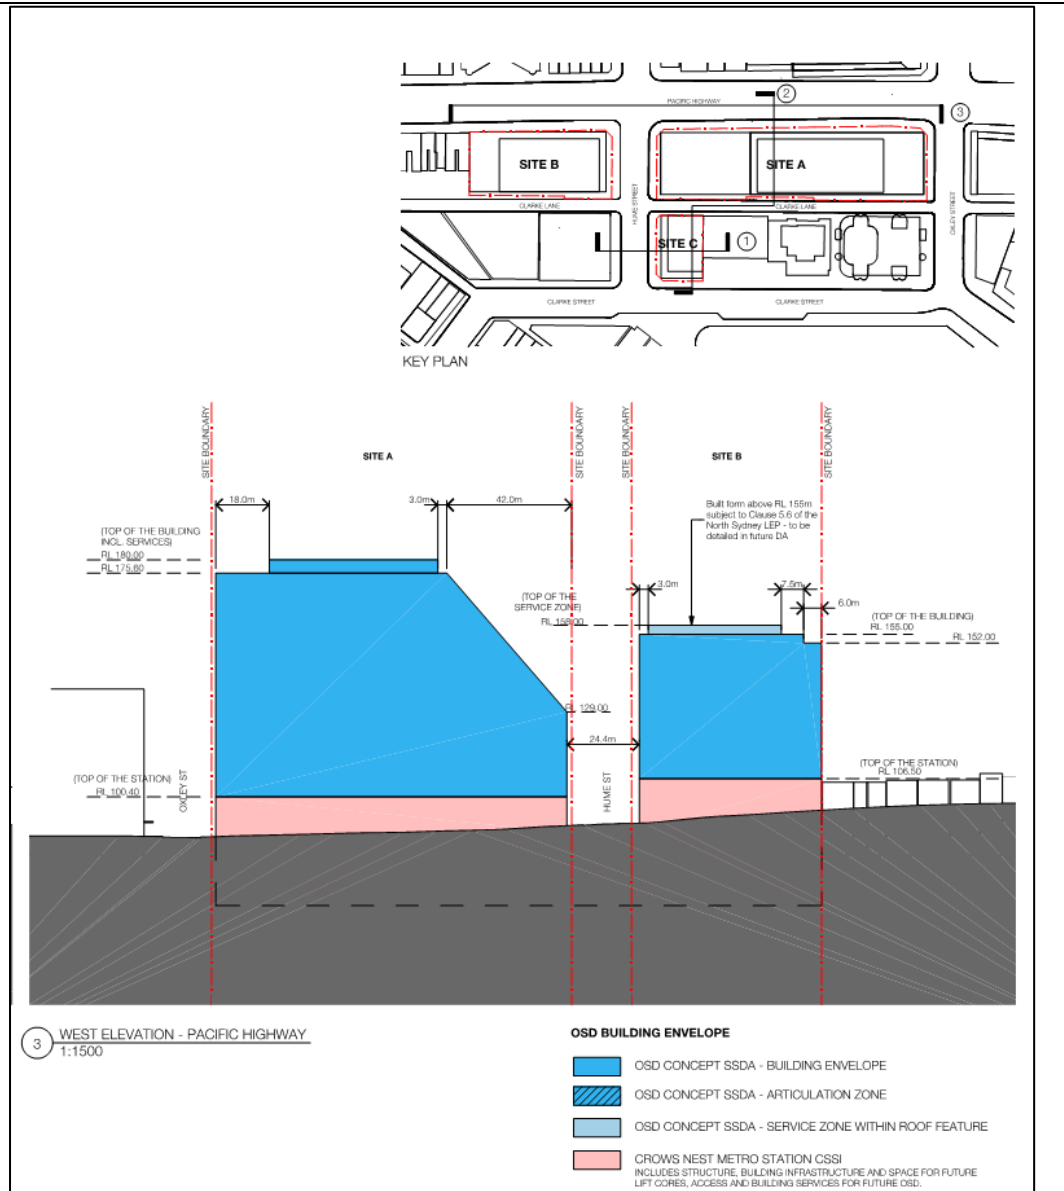 2
PACIFIC HIGHWAY
3
SITE B
SITE A
HUME STREET
OXLEY STREET
CLARKE LANE
CLARKE LANE
SITE C
1
CLARKE STREET
CLARKE STREET
KEY PLAN
SITE BOUNDARY
SITE BOUNDARY
SITE BOUNDARY
SITE BOUNDARY
SITE A
SITE B
18.0m
3.0m
42.0m
Built form above RL 155m
subject to Clause 5.6 of the
North Sydney LEP - to be
detailed in future DA
(TOP OF THE BUILDING
INCL. SERVICES)
RL 180.00
RL 175.60
3.0m
7.5m
6.0m
(TOP OF THE
SERVICE ZONE)
RL 158.00
(TOP OF THE BUILDING)
RL 155.00
RL 152.00
RL 129.00
24.4m
(TOP OF THE STATION)
RL 106.50
(TOP OF THE STATION)
RL 100.40
OXLEY ST
HUME ST
3
WEST ELEVATION - PACIFIC HIGHWAY
1:1500
OSD BUILDING ENVELOPE
OSD CONCEPT SSDA - BUILDING ENVELOPE
OSD CONCEPT SSDA - ARTICULATION ZONE
OSD CONCEPT SSDA - SERVICE ZONE WITHIN ROOF FEATURE
CROWS NEST METRO STATION CSSI
INCLUDES STRUCTURE, BUILDING INFRASTRUCTURE AND SPACE FOR FUTURE
LIFT CORES, ACCESS AND BUILDING SERVICES FOR FUTURE OSD.